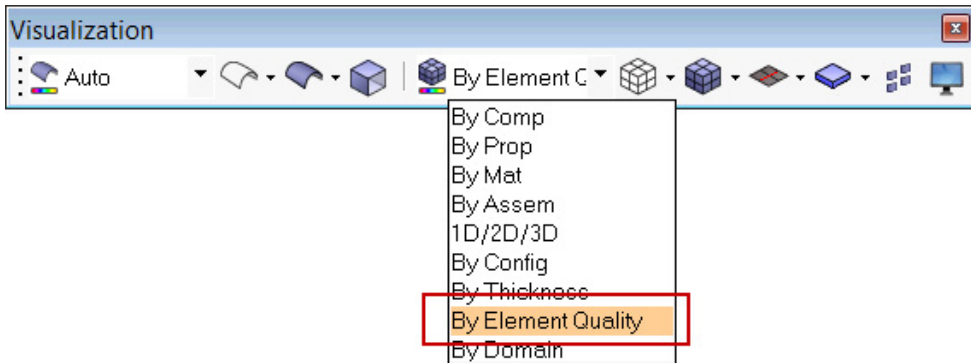 Visualization
Auto By Element C
By Comp
By Prop
By Mat
By Assem
1D/2D/3D
By Config
By Thickness
By Element Quality
By Domain